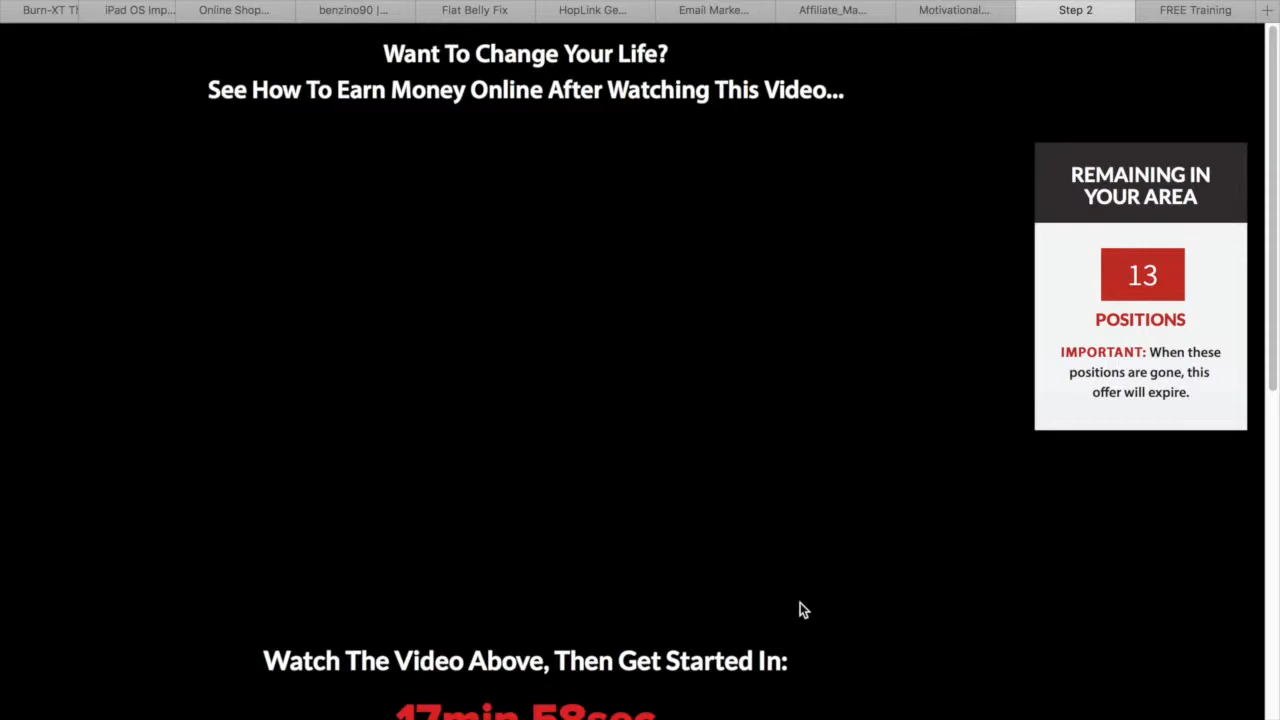 Burn-XT Tl
iPad OS Imp...
Online Shop...
benzino90 |...
Flat Belly Fix
HopLink Ge...
Email Marke...
Affiliate_Ma...
Motivational...
Step 2
FREE Training
Want To Change Your Life?
See How To Earn Money Online After Watching This Video...
REMAINING IN
YOUR AREA
13
POSITIONS
IMPORTANT: When these
positions are gone, this
offer will expire.
Watch The Video Above, Then Get Started In:
17min 58sec